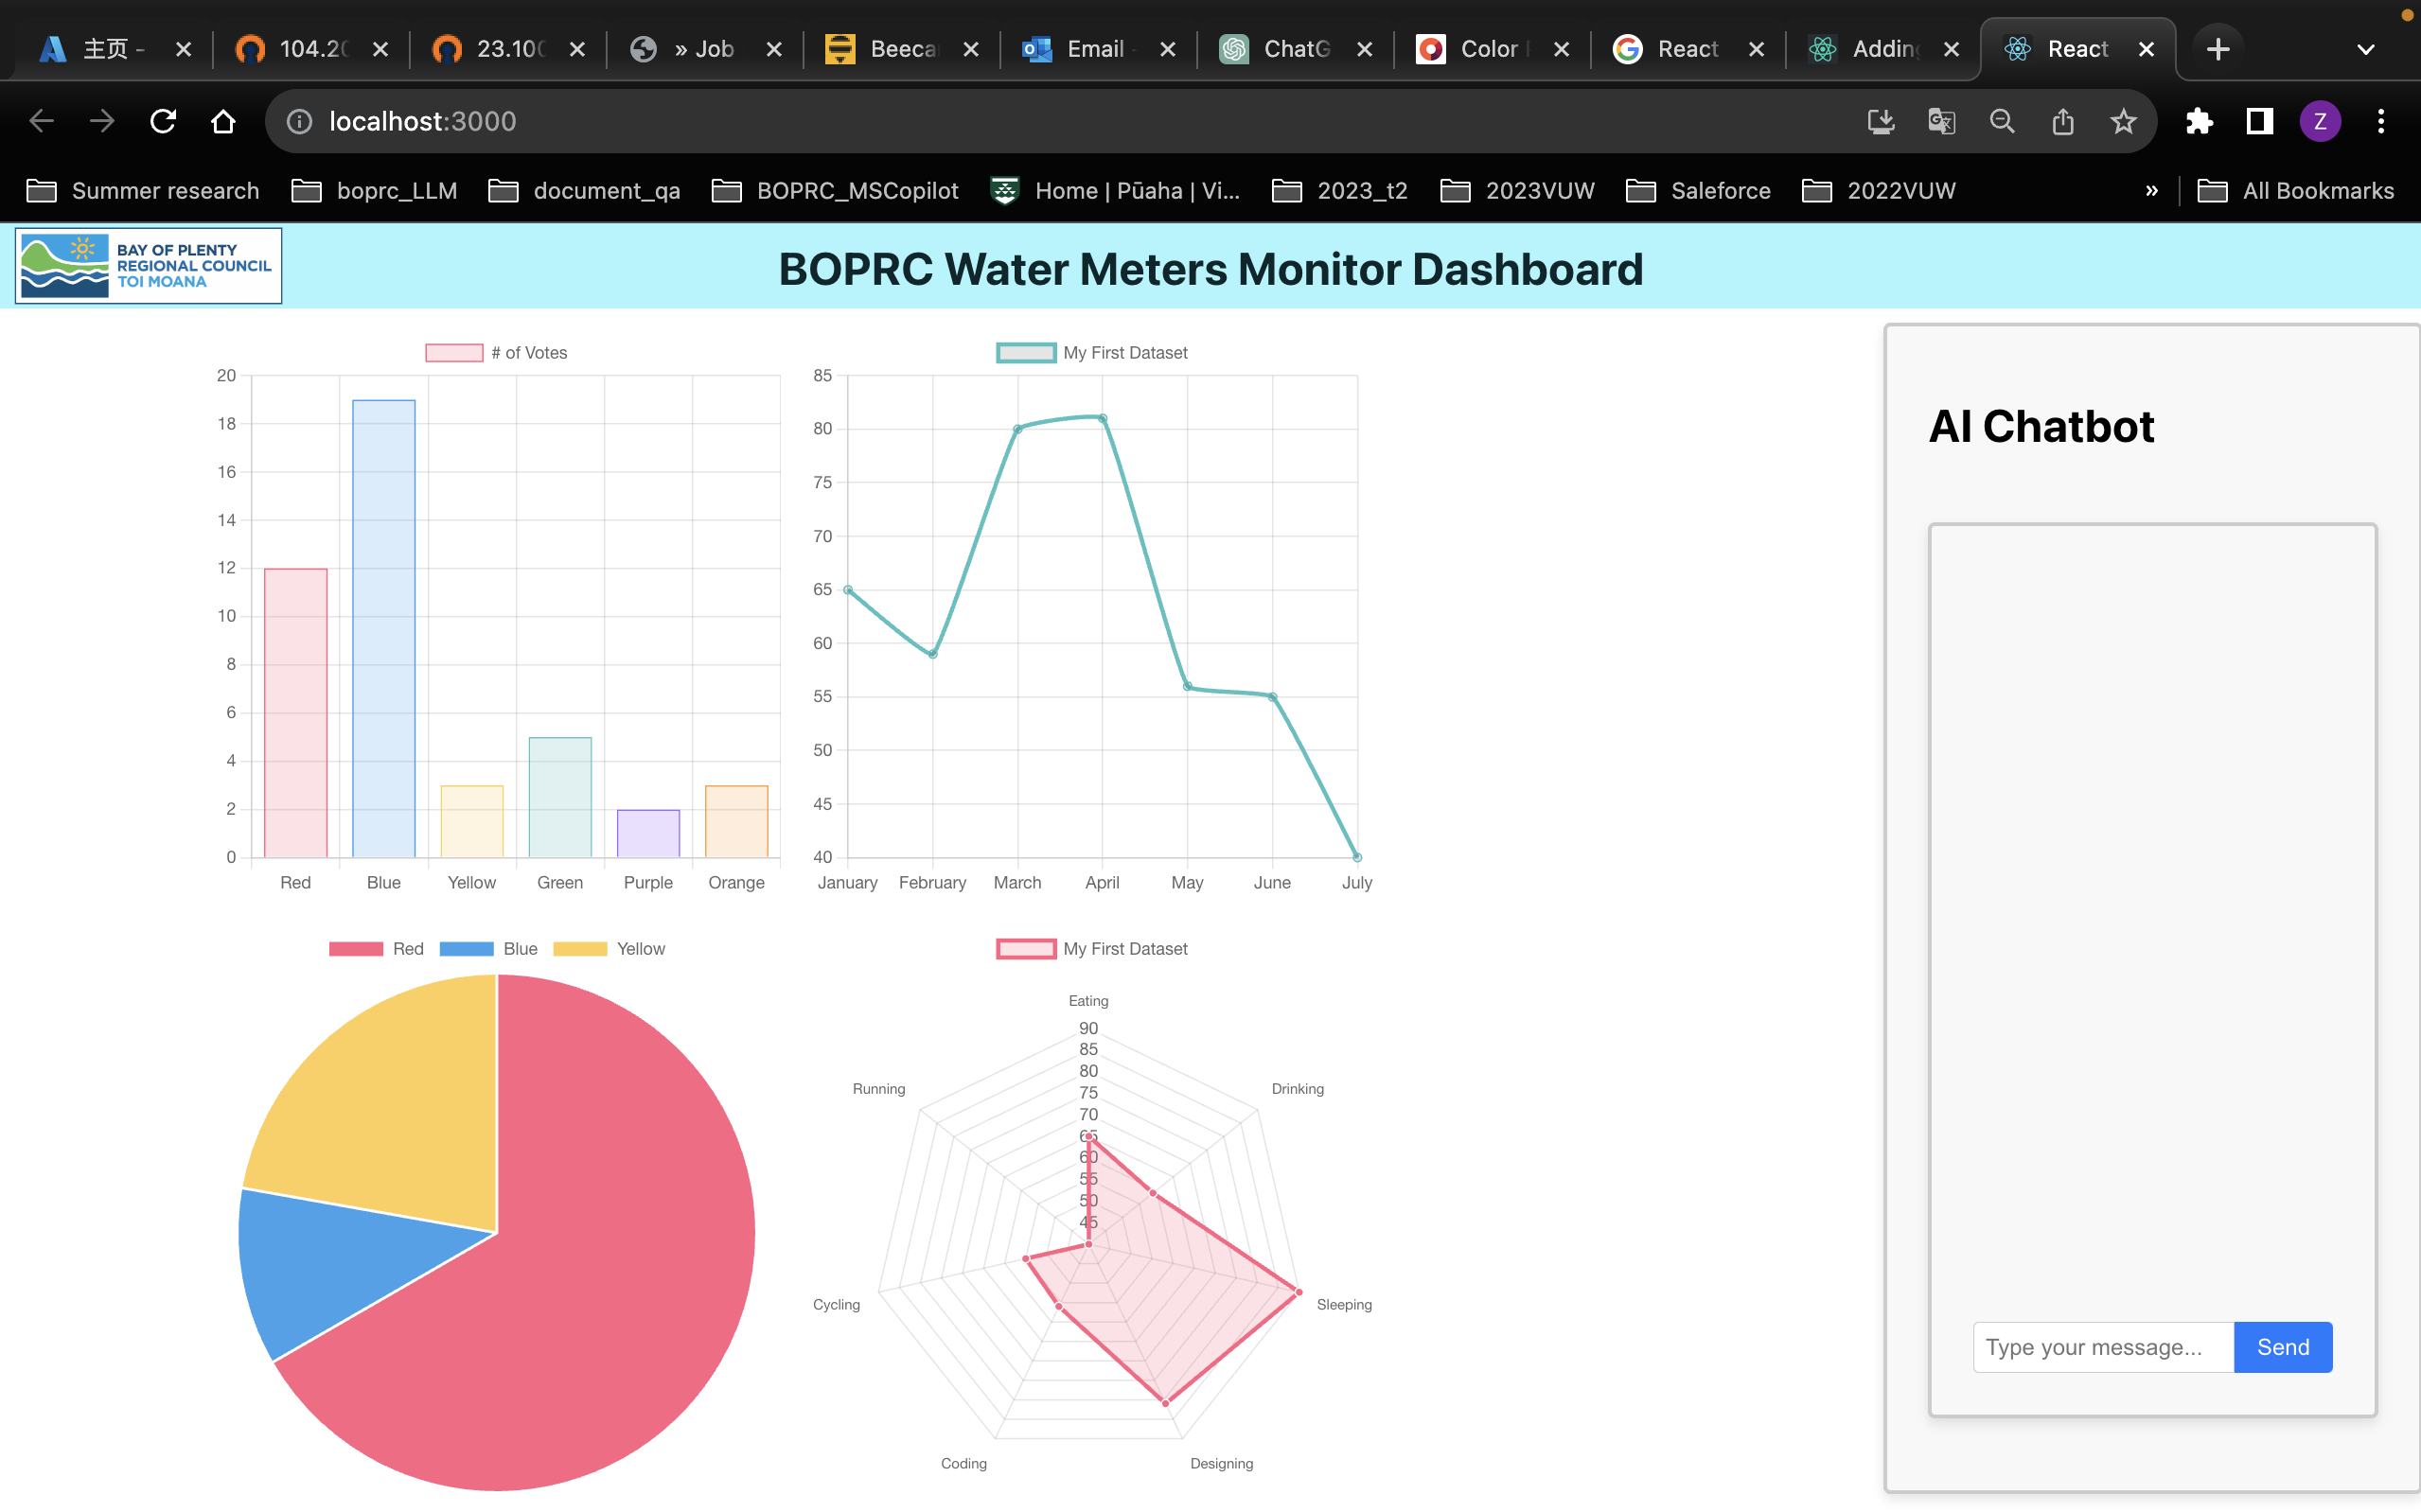 主页 -
104.20
23.100
» Job
Beeca
Email -
ChatG
Color
React
Adding
React
localhost:3000
Z
Summer research
boprc_LLM
document_qa
BOPRC_MSCopilot
Home | Pūaha | Vi...
2023_t2
2023VUW
Saleforce
2022VUW
»
All Bookmarks
BAY OF PLENTY
REGIONAL COUNCIL
TOI MOANA
BOPRC Water Meters Monitor Dashboard
# of Votes
20
18
16
14
12
10
8
6
4
2
0
Red Blue Yellow Green Purple Orange
My First Dataset
85
80
75
70
65
60
55
50
45
40
January February March April May June July
Red Blue Yellow
My First Dataset
Eating
90
85
80
75
70
65
60
55
50
45
Running
Drinking
Cycling
Sleeping
Coding
Designing
AI Chatbot
Type your message...
Send